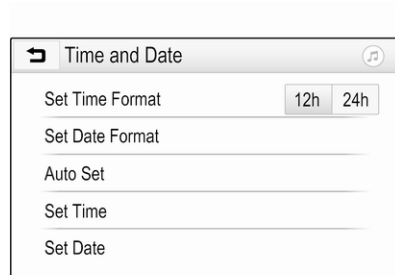 Time and Date
Set Time Format 12h 24h
Set Date Format
Auto Set
Set Time
Set Date